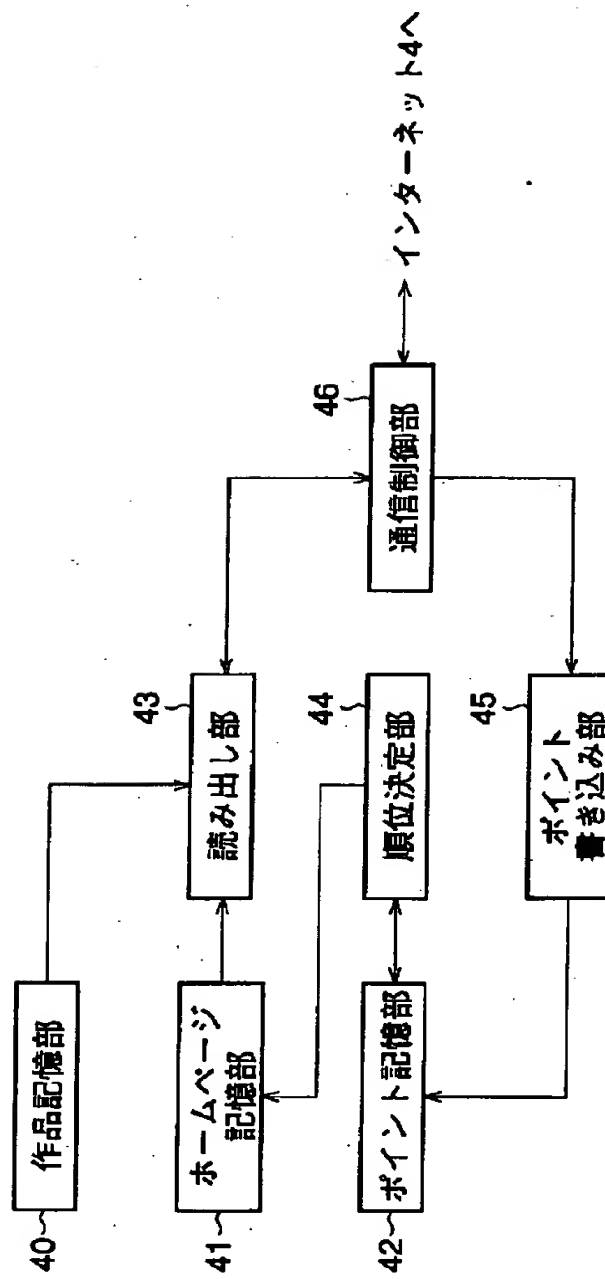 40
作品記憶部
41
ホームページ
記憶部
42
ポイント記憶部
43
読み出し部
44
順位決定部
45
ポイント
書き込み部
46
通信制御部
インターネット4へ